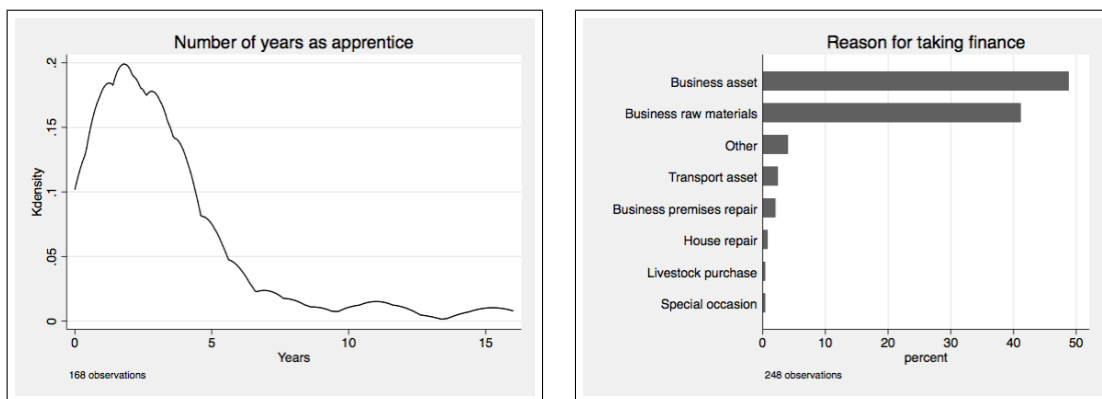 Number of years as apprentice
.2
.15
.1
.05
0
Kdensity
0 5 10 15
Years
168 observations
Reason for taking finance
Business asset
Business raw materials
Other
Transport asset
Business premises repair
House repair
Livestock purchase
Special occasion
0 10 20 30 40 50
percent
248 observations